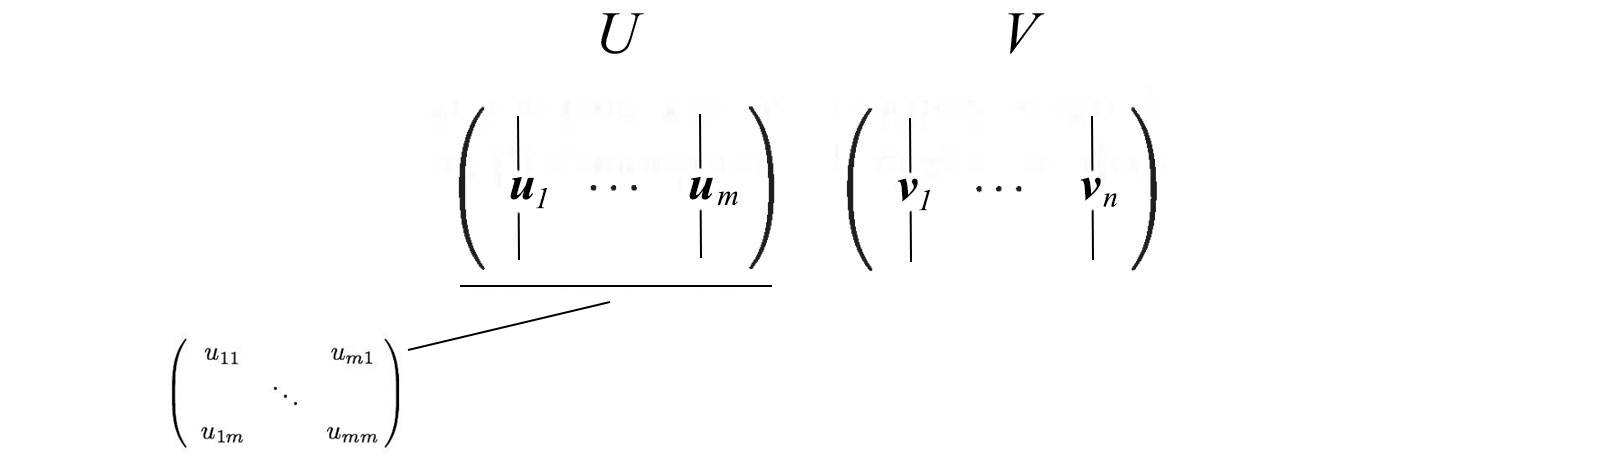 U V
u1 ··· um v1 ··· vn
u11 um1
⋱
u1m umm